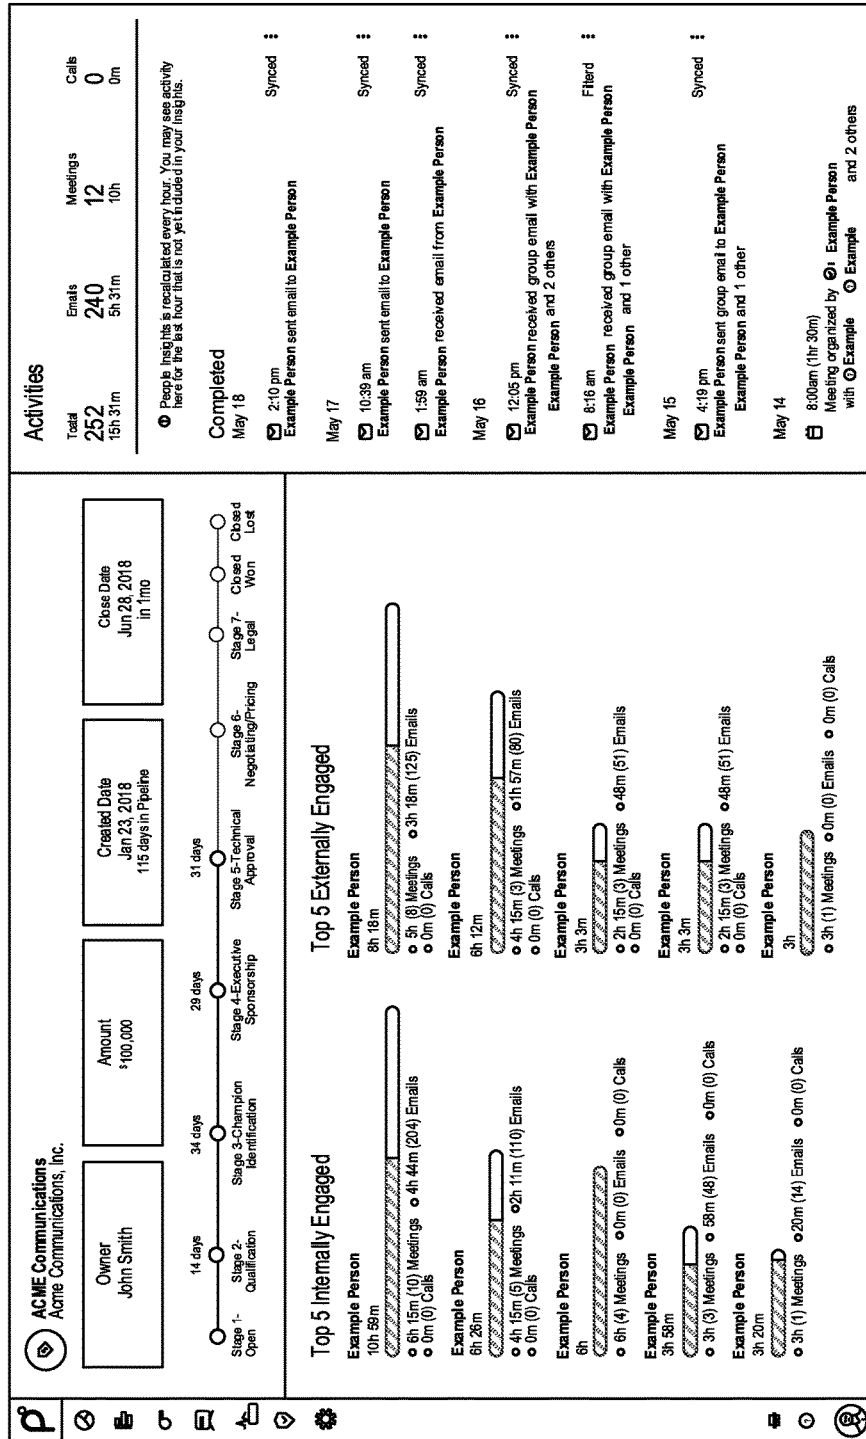 ACME Communications
Acme Communications, Inc.
Owner
John Smith
Amount
$100,000
Created Date
Jan 23, 2018
115 days in Pipeline
Close Date
Jun 28, 2018
in 1mo
14 days
34 days
29 days
31 days
Stage 1-
Open
Stage 2-
Qualification
Stage 3-Champion
Identification
Stage 4-Executive
Sponsorship
Stage 5-Technical
Approval
Stage 6-
Negotiating/Pricing
Stage 7-
Legal
Closed
Won
Closed
Lost
Top 5 Internally Engaged
Example Person
10h 59m
6h 15m (10) Meetings 4h 44m (204) Emails
0m (0) Calls
Example Person
6h 26m
4h 15m (5) Meetings 2h 11m (110) Emails
0m (0) Calls
Example Person
6h
6h (4) Meetings 0m (0) Emails 0m (0) Calls
Example Person
3h 58m
3h (3) Meetings 58m (48) Emails 0m (0) Calls
Example Person
3h 20m
3h (1) Meetings 20m (14) Emails 0m (0) Calls
Top 5 Externally Engaged
Example Person
8h 18m
5h (8) Meetings 3h 18m (125) Emails
0m (0) Calls
Example Person
6h 12m
4h 15m (3) Meetings 1h 57m (80) Emails
0m (0) Calls
Example Person
3h 3m
2h 15m (3) Meetings 48m (51) Emails
0m (0) Calls
Example Person
3h 3m
2h 15m (3) Meetings 48m (51) Emails
0m (0) Calls
Example Person
3h
3h (1) Meetings 0m (0) Emails 0m (0) Calls
Activities
Toatal Emails Meetings Calls
252 240 12 0
15h 31m 5h 31m 10h 0m
People Insights is recalculated every hour. You may see activity
here for the last hour that is not yet included in your insights.
Completed
May 18
2:10 pm Synced
Example Person sent email to Example Person
May 17
10:39 am Synced
Example Person sent email to Example Person
1:59 am Synced
Example Person received email from Example Person
May 16
12:05 pm Synced
Example Person received group email with Example Person
Example Person and 2 others
8:16 am Filterd
Example Person received group email with Example Person
Example Person and 1 other
May 15
4:19 pm Synced
Example Person sent group email to Example Person
Example Person and 1 other
May 14
8:00am (1hr 30m)
Meeting organized by Example Person
with Example Example and 2 others